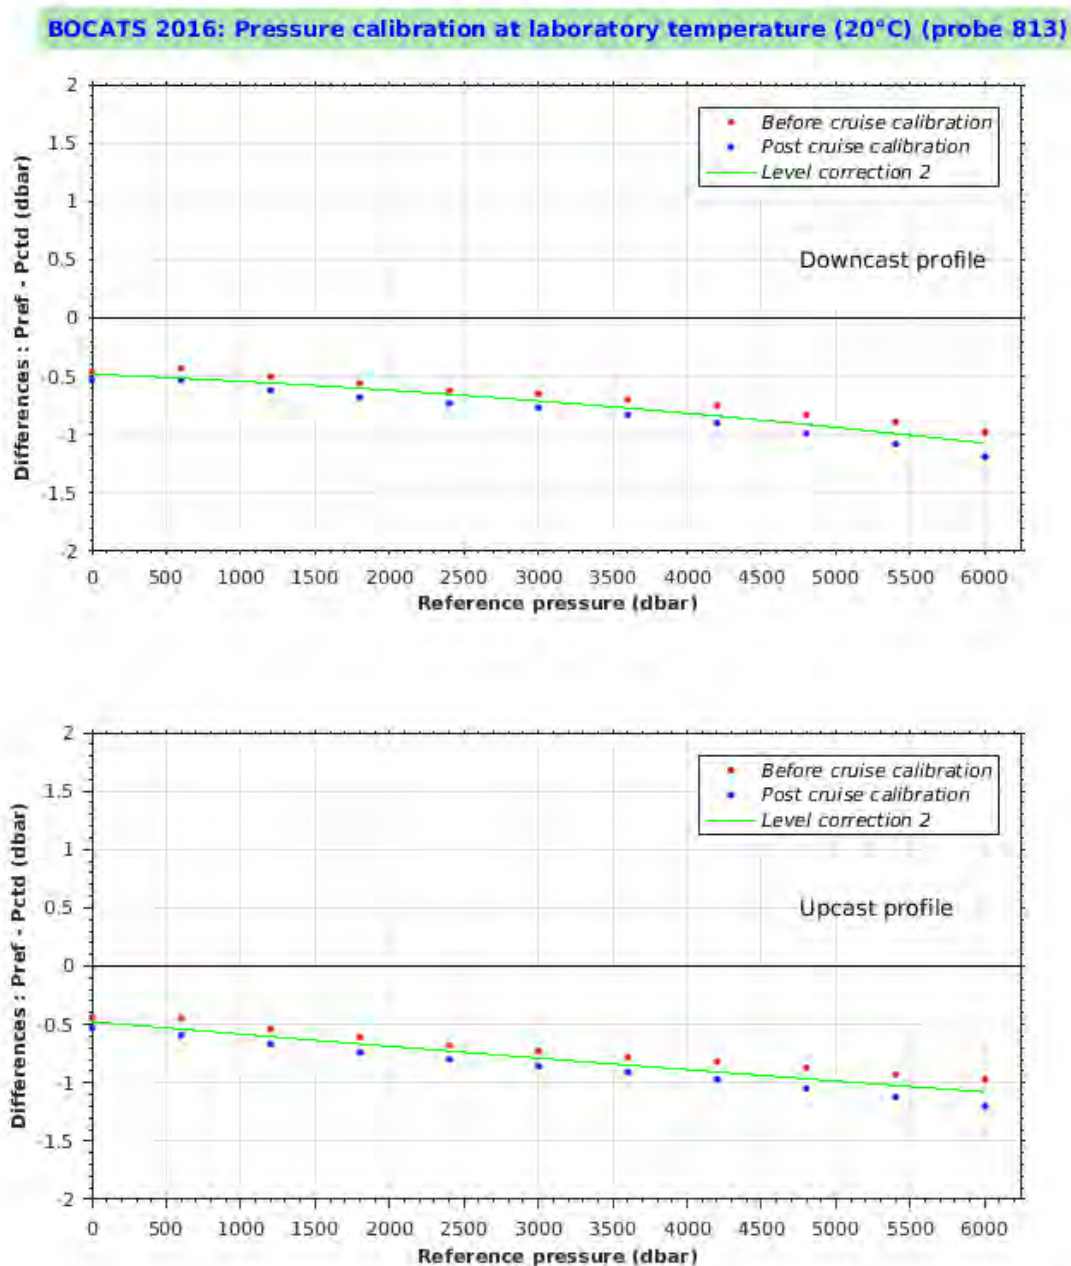 BOCATS 2016: Pressure calibration at laboratory temperature (20°C) (probe 813)
2
1.5
1
0.5
0
-0.5
-1
-1.5
-2
Differences : Pref - Pctd (dbar)
Before cruise calibration
Post cruise calibration
Level correction 2
Downcast profile
0 500 1000 1500 2000 2500 3000 3500 4000 4500 5000 5500 6000
Reference pressure (dbar)
2
1.5
1
0.5
0
-0.5
-1
-1.5
-2
Differences : Pref - Pctd (dbar)
Before cruise calibration
Post cruise calibration
Level correction 2
Upcast profile
0 500 1000 1500 2000 2500 3000 3500 4000 4500 5000 5500 6000
Reference pressure (dbar)